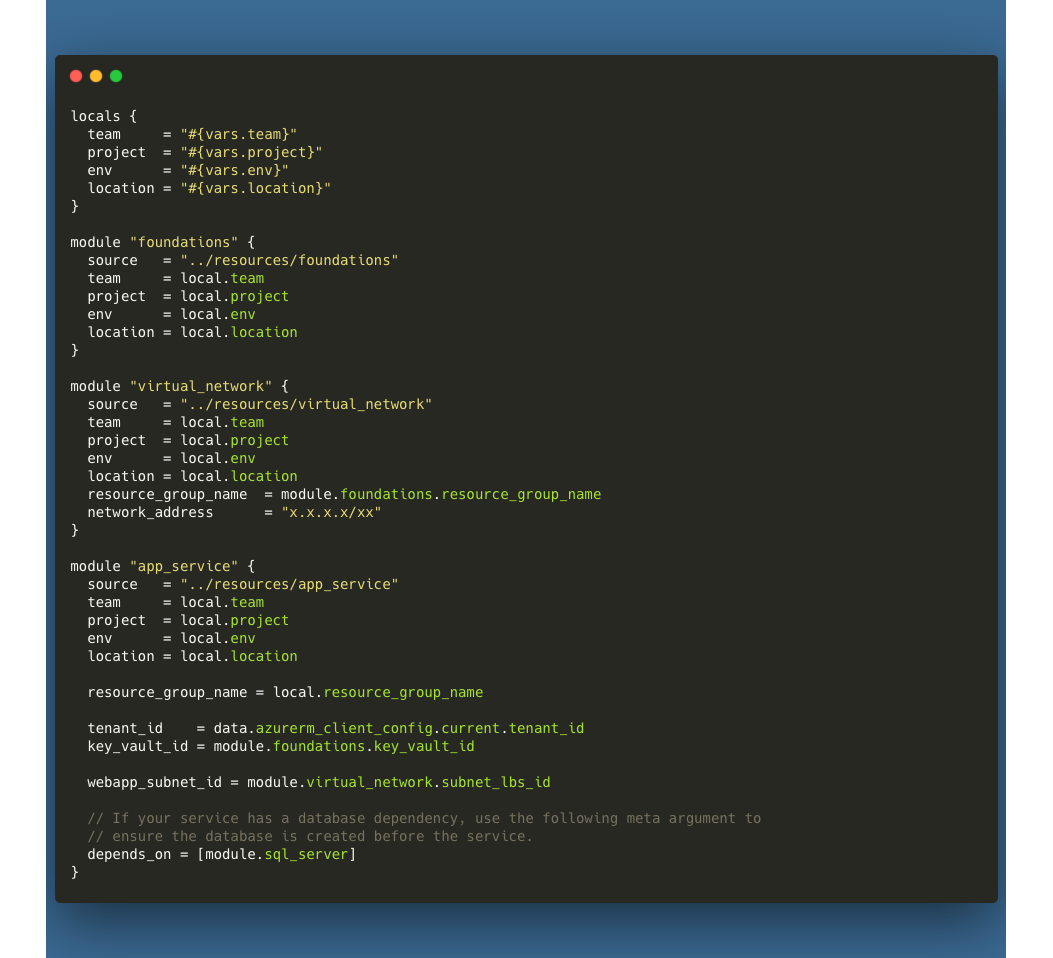 locals {
  team     = "#{vars.team}"
  project  = "#{vars.project}"
  env      = "#{vars.env}"
  location = "#{vars.location}"
}

module "foundations" {
  source   = "../resources/foundations"
  team     = local.team
  project  = local.project
  env      = local.env
  location = local.location
}

module "virtual_network" {
  source   = "../resources/virtual_network"
  team     = local.team
  project  = local.project
  env      = local.env
  location = local.location
  resource_group_name  = module.foundations.resource_group_name
  network_address      = "x.x.x.x/xx"
}

module "app_service" {
  source   = "../resources/app_service"
  team     = local.team
  project  = local.project
  env      = local.env
  location = local.location

  resource_group_name = local.resource_group_name

  tenant_id    = data.azurerm_client_config.current.tenant_id
  key_vault_id = module.foundations.key_vault_id

  webapp_subnet_id = module.virtual_network.subnet_lbs_id

  // If your service has a database dependency, use the following meta argument to
  // ensure the database is created before the service.
  depends_on = [module.sql_server]
}